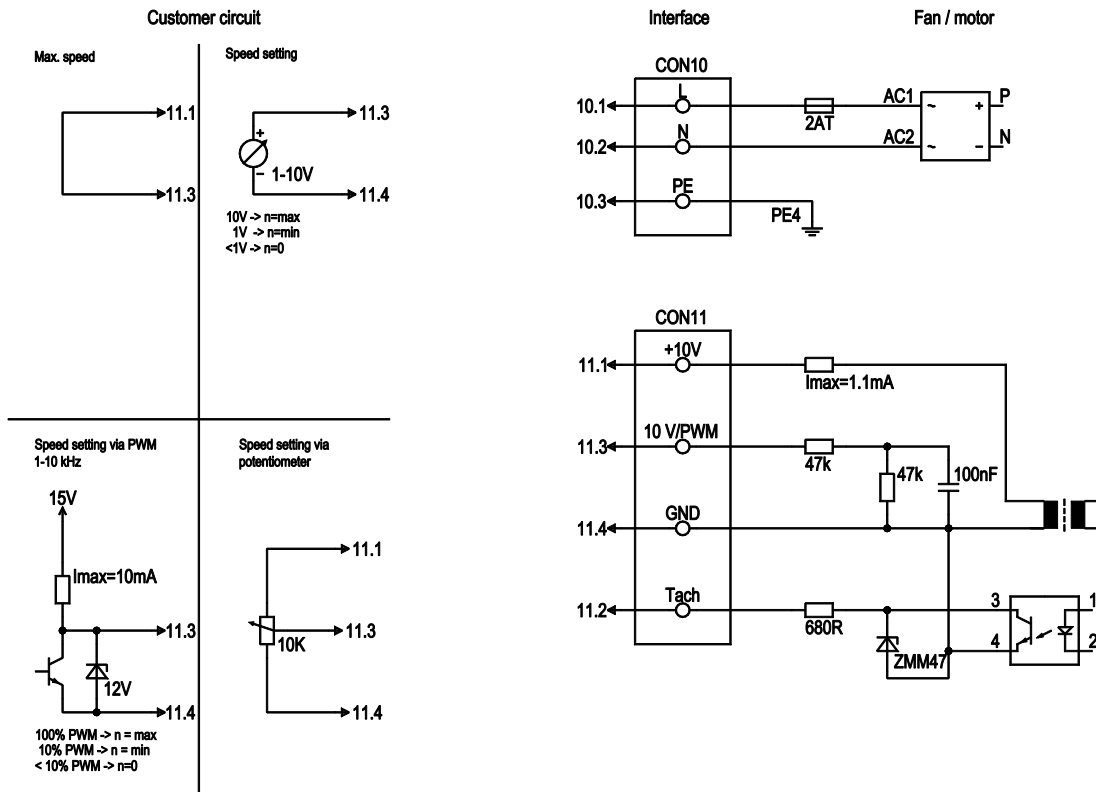 Customer circuit
Interface
Fan / motor
Max. speed
11.1
11.3
Speed setting
11.3
+
1-10V
−
11.4
10V -> n=max
1V -> n=min
<1V -> n=0
CON10
10.1
L
2AT
AC1
~
+
P
10.2
N
AC2
~
−
N
10.3
PE
PE4
CON11
11.1
+10V
Imax=1.1mA
11.3
10 V/PWM
47k
47k
100nF
11.4
GND
11.2
Tach
680R
ZMM47
3
4
1
2
Speed setting via PWM
1-10 kHz
15V
Imax=10mA
11.3
12V
11.4
100% PWM -> n = max
10% PWM -> n = min
< 10% PWM -> n=0
Speed setting via
potentiometer
11.1
11.3
10K
11.4